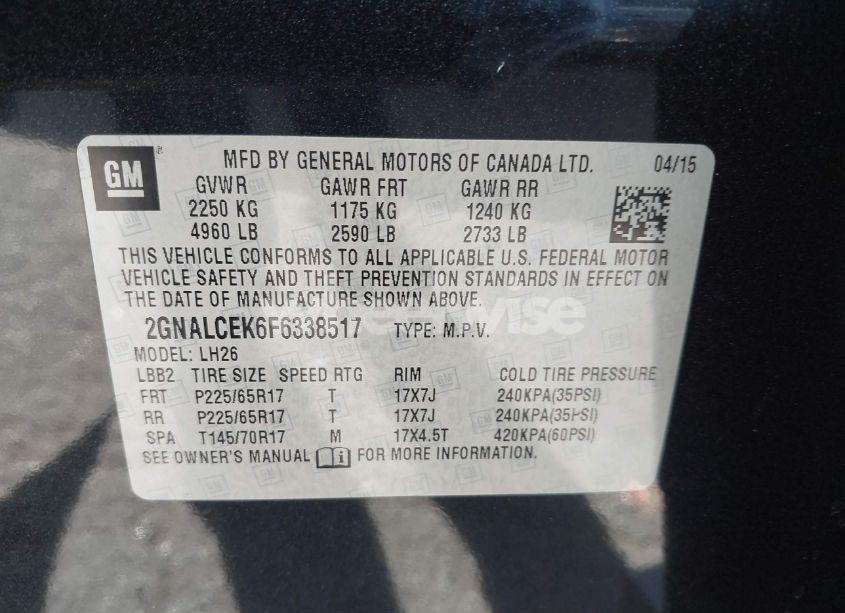 GM
MFD BY GENERAL MOTORS OF CANADA LTD. 04/15
GVWR GAWR FRT GAWR RR
2250 KG 1175 KG 1240 KG
4960 LB 2590 LB 2733 LB
THIS VEHICLE CONFORMS TO ALL APPLICABLE U.S. FEDERAL MOTOR
VEHICLE SAFETY AND THEFT PREVENTION STANDARDS IN EFFECT ON
THE DATE OF MANUFACTURE SHOWN ABOVE.
2GNALCEK6F6338517 TYPE: M.P.V.
MODEL: LH26
LBB2 TIRE SIZE SPEED RTG RIM COLD TIRE PRESSURE
FRT P225/65R17 T 17X7J 240KPA(35PSI)
RR P225/65R17 T 17X7J 240KPA(35PSI)
SPA T145/70R17 M 17X4.5T 420KPA(60PSI)
SEE OWNER'S MANUAL FOR MORE INFORMATION.